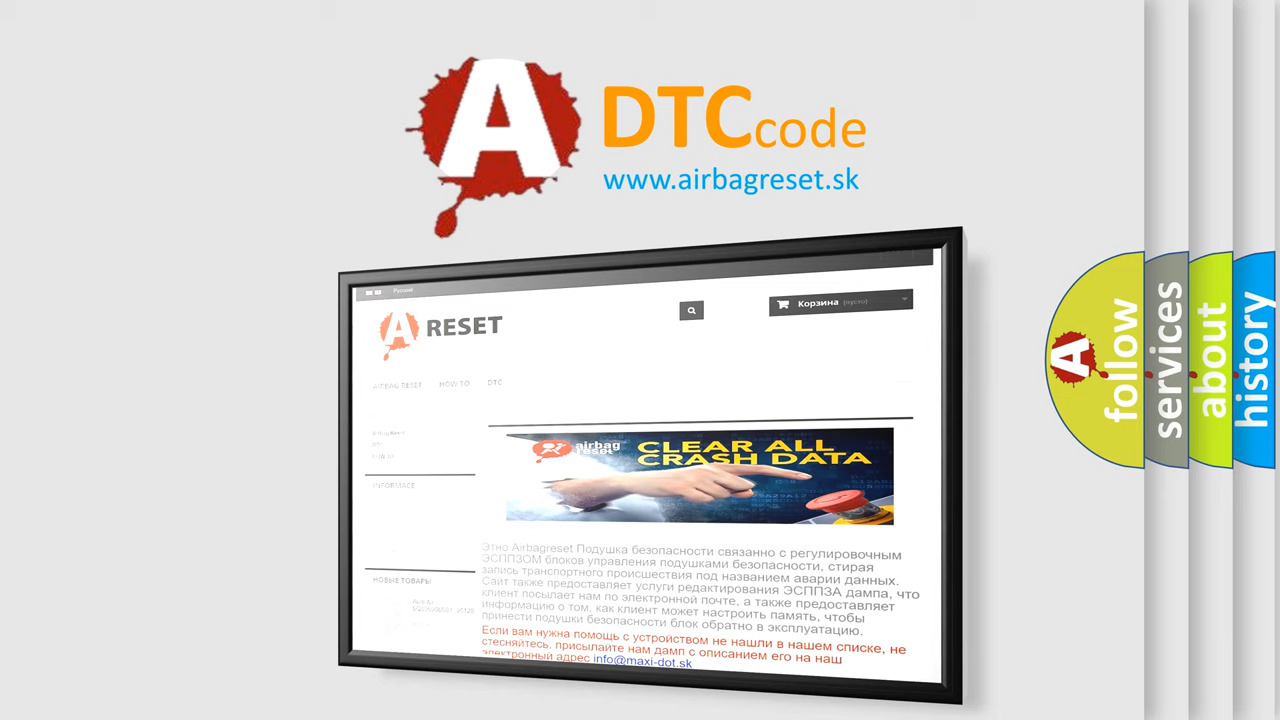 A DTCcode
www.airbagreset.sk
Русский
A RESET
Корзина (пусто)
AIRBAG RESET HOW TO DTC
INFORMACE
airbag
reset
CLEAR ALL
CRASH DATA
Этно Airbagreset Подушка безопасности связанно с регулировочным
ЭСППЗОМ блоков управления подушками безопасности, стирая
запись транспортного происшествия под названием аварии данных.
Сайт также предоставляет услуги редактирования ЭСППЗА дампа, что
клиент посылает нам по электронной почте, а также предоставляет
информацию о том, как клиент может настроить память, чтобы
принести подушки безопасности блок обратно в эксплуатацию.
Если вам нужна помощь с устройством не нашли в нашем списке, не
стесняйтесь, присылайте нам дамп с описанием его на наш
электронный адрес info@maxi-dot.sk
НОВЫЕ ТОВАРЫ
A follow
services
about
history